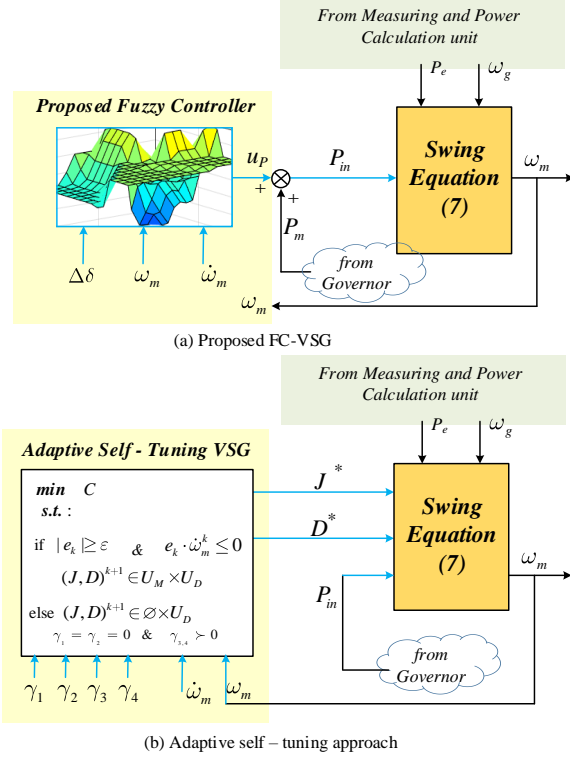 From Measuring and Power
Calculation unit
P_e ω_g
Proposed Fuzzy Controller
u_P
+
+
P_in
P_m
Swing
Equation
(7)
ω_m
from
Governor
Δδ ω_m ω̇_m
ω_m
(a) Proposed FC-VSG
From Measuring and Power
Calculation unit
P_e ω_g
Adaptive Self - Tuning VSG
min C
s.t. :
if |e_k| ≥ ε & e_k · ω̇_m^k ≤ 0
(J, D)^{k+1} ∈ U_M × U_D
else (J, D)^{k+1} ∈ ∅ × U_D
γ_1 = γ_2 = 0 & γ_{3,4} ≻ 0
J^*
D^*
P_in
Swing
Equation
(7)
ω_m
from
Governor
γ_1 γ_2 γ_3 γ_4 ω̇_m ω_m
(b) Adaptive self – tuning approach